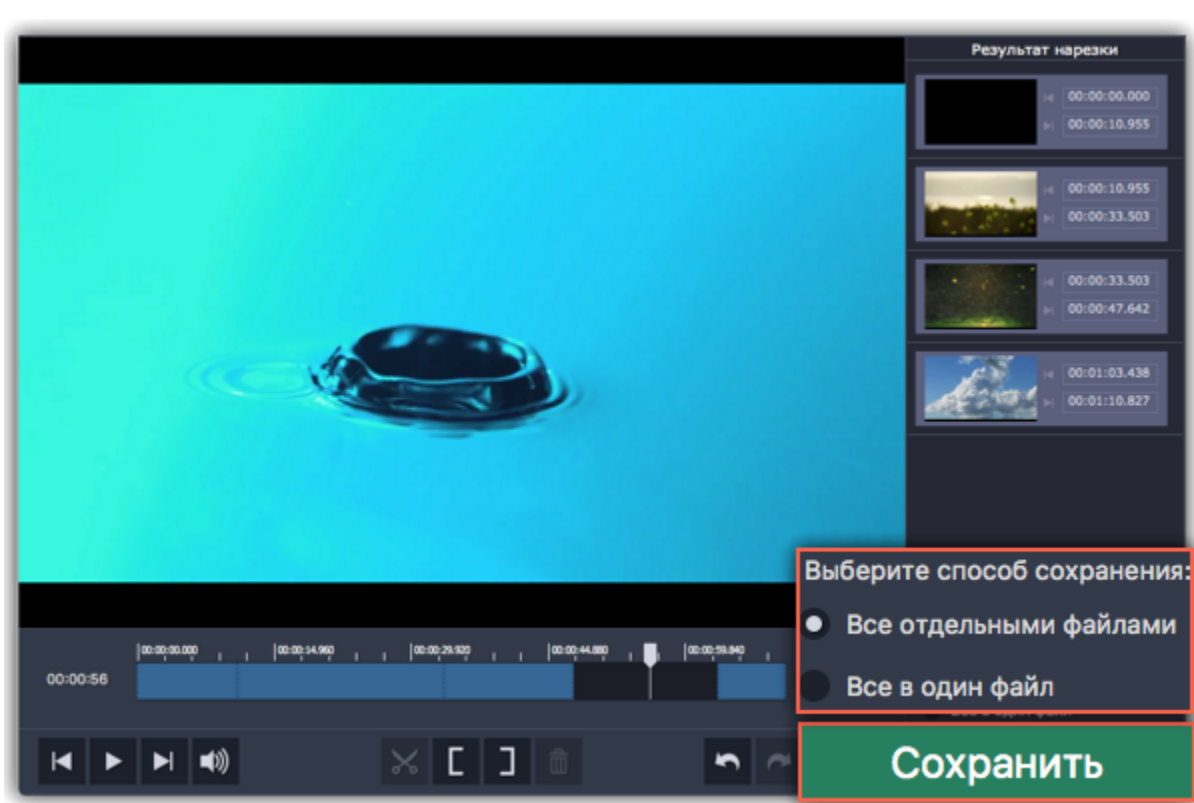 Результат нарезки
00:00:00.000
00:00:10.955
00:00:10.955
00:00:33.503
00:00:33.503
00:00:47.642
00:01:03.438
00:01:10.827
Выберите способ сохранения:
Все отдельными файлами
Все в один файл
00:00:00.000 00:00:14.960 00:00:29.920 00:00:44.880 00:00:59.840
00:00:56
Сохранить